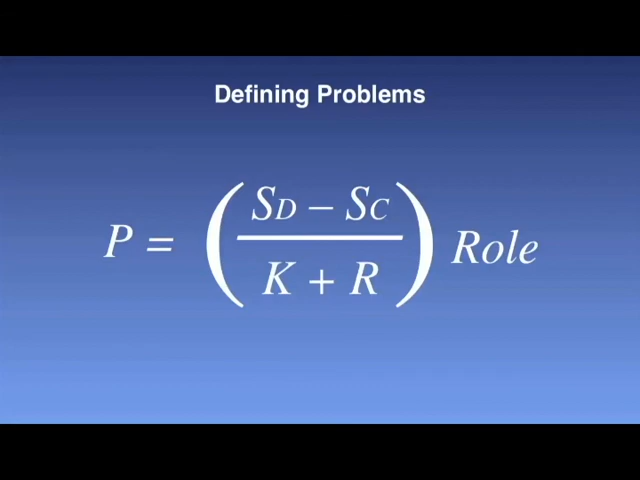 Defining Problems
P = ( SD – SC / K + R ) Role